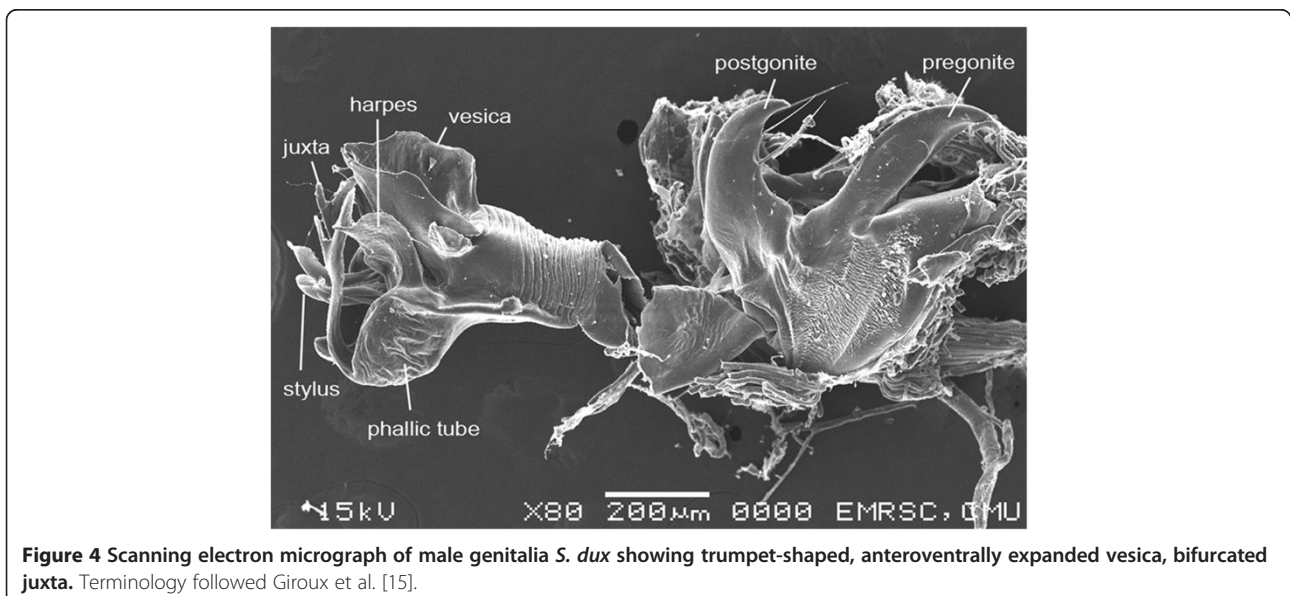 postgonite
pregonite
harpes
vesica
juxta
stylus
phallic tube
15kV X80 200μm 0000 EMRSC, CMU
Figure 4 Scanning electron micrograph of male genitalia S. dux showing trumpet-shaped, anteroventrally expanded vesica, bifurcated
juxta. Terminology followed Giroux et al. [15].